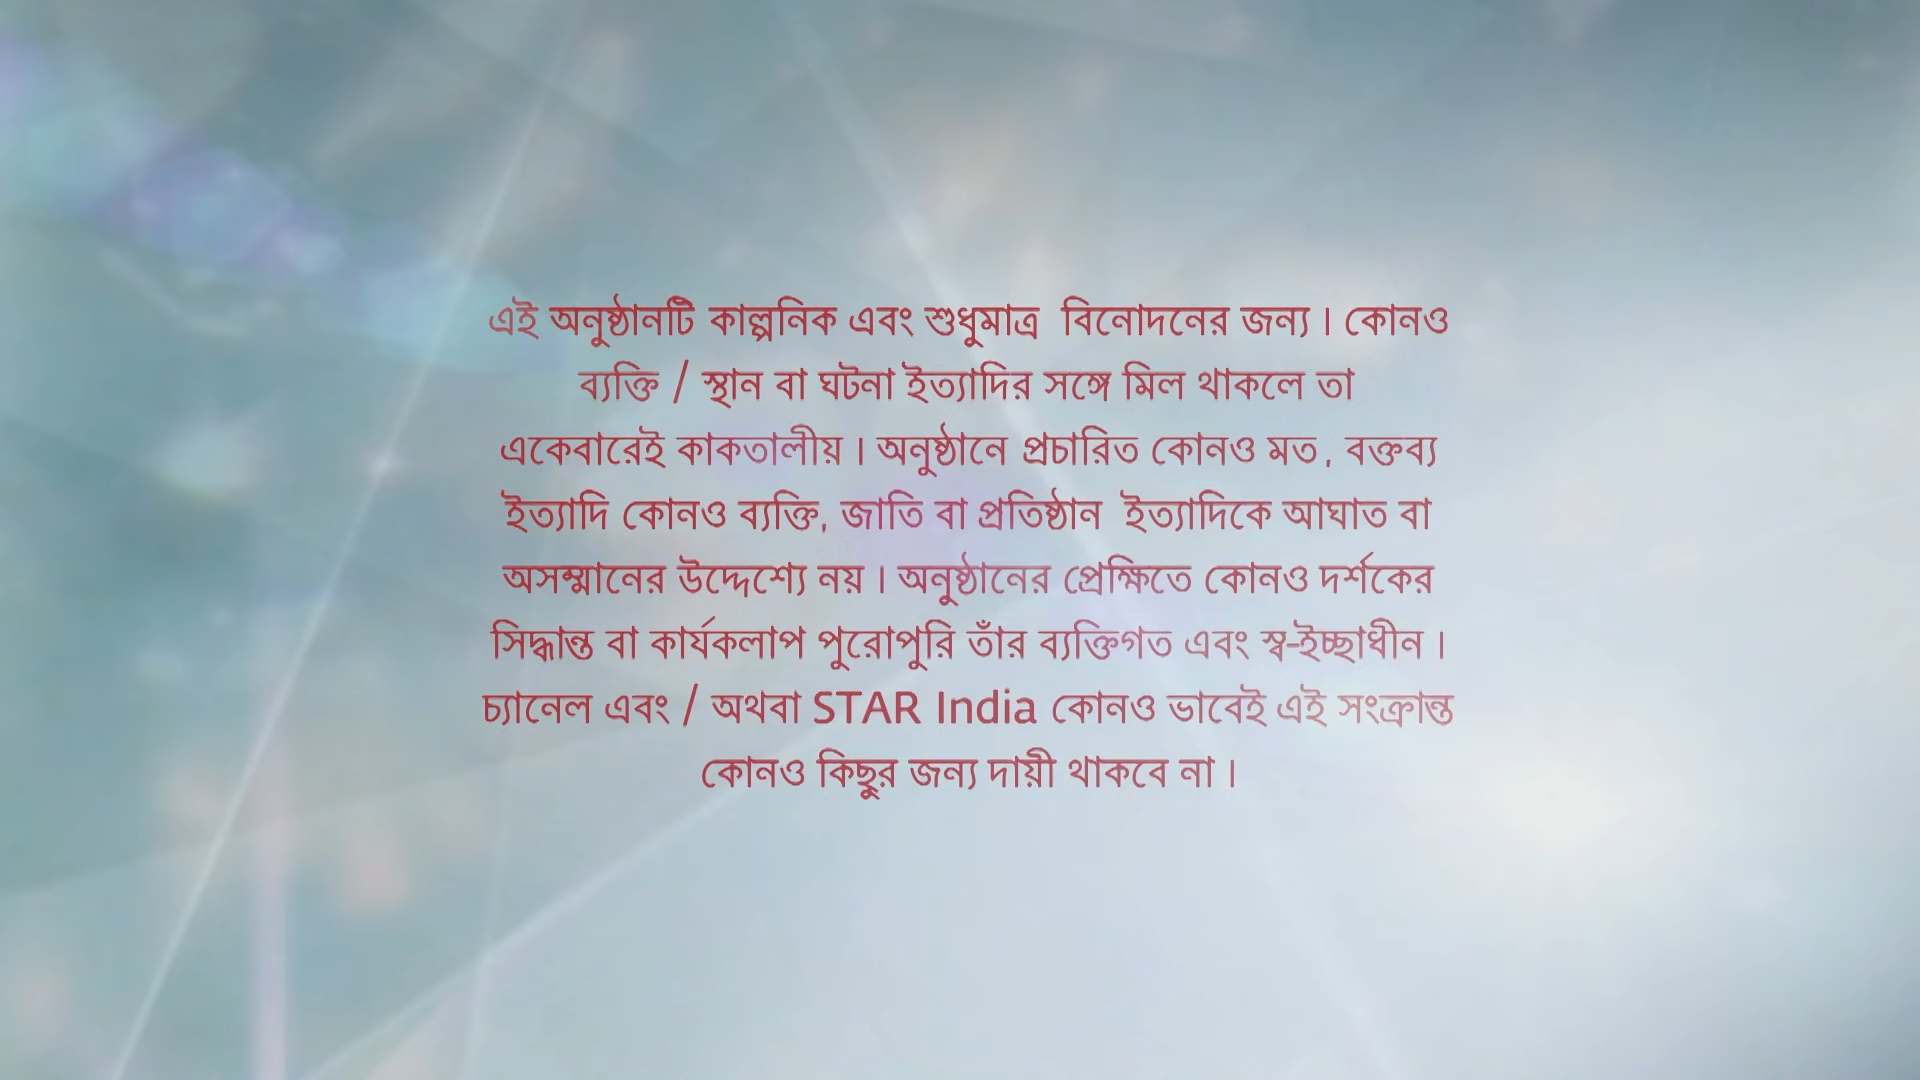 এই অনুষ্ঠানটি কাল্পনিক এবং শুধুমাত্র বিনোদনের জন্য । কোনও
ব্যক্তি / স্থান বা ঘটনা ইত্যাদির সঙ্গে মিল থাকলে তা
একেবারেই কাকতালীয় । অনুষ্ঠানে প্রচারিত কোনও মত , বক্তব্য
ইত্যাদি কোনও ব্যক্তি, জাতি বা প্রতিষ্ঠান ইত্যাদিকে আঘাত বা
অসম্মানের উদ্দেশ্যে নয় । অনুষ্ঠানের প্রেক্ষিতে কোনও দর্শকের
সিদ্ধান্ত বা কার্যকলাপ পুরোপুরি তাঁর ব্যক্তিগত এবং স্ব-ইচ্ছাধীন ।
চ্যানেল এবং / অথবা STAR India কোনও ভাবেই এই সংক্রান্ত
কোনও কিছুর জন্য দায়ী থাকবে না ।